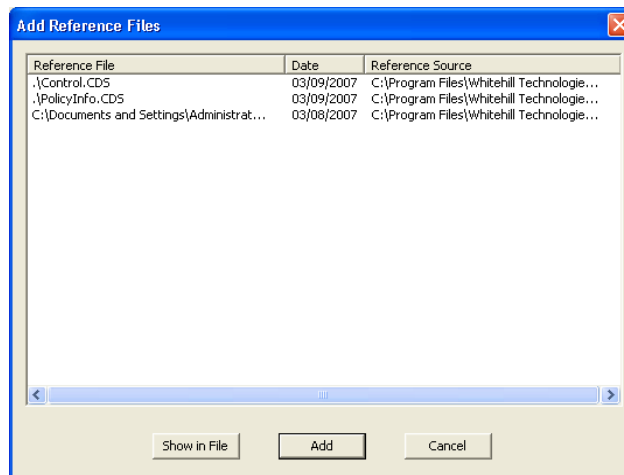 Add Reference Files
Reference File Date Reference Source
.\Control.CDS 03/09/2007 C:\Program Files\Whitehill Technologie...
.\PolicyInfo.CDS 03/09/2007 C:\Program Files\Whitehill Technologie...
C:\Documents and Settings\Administrat... 03/08/2007 C:\Program Files\Whitehill Technologie...
Show in File Add Cancel